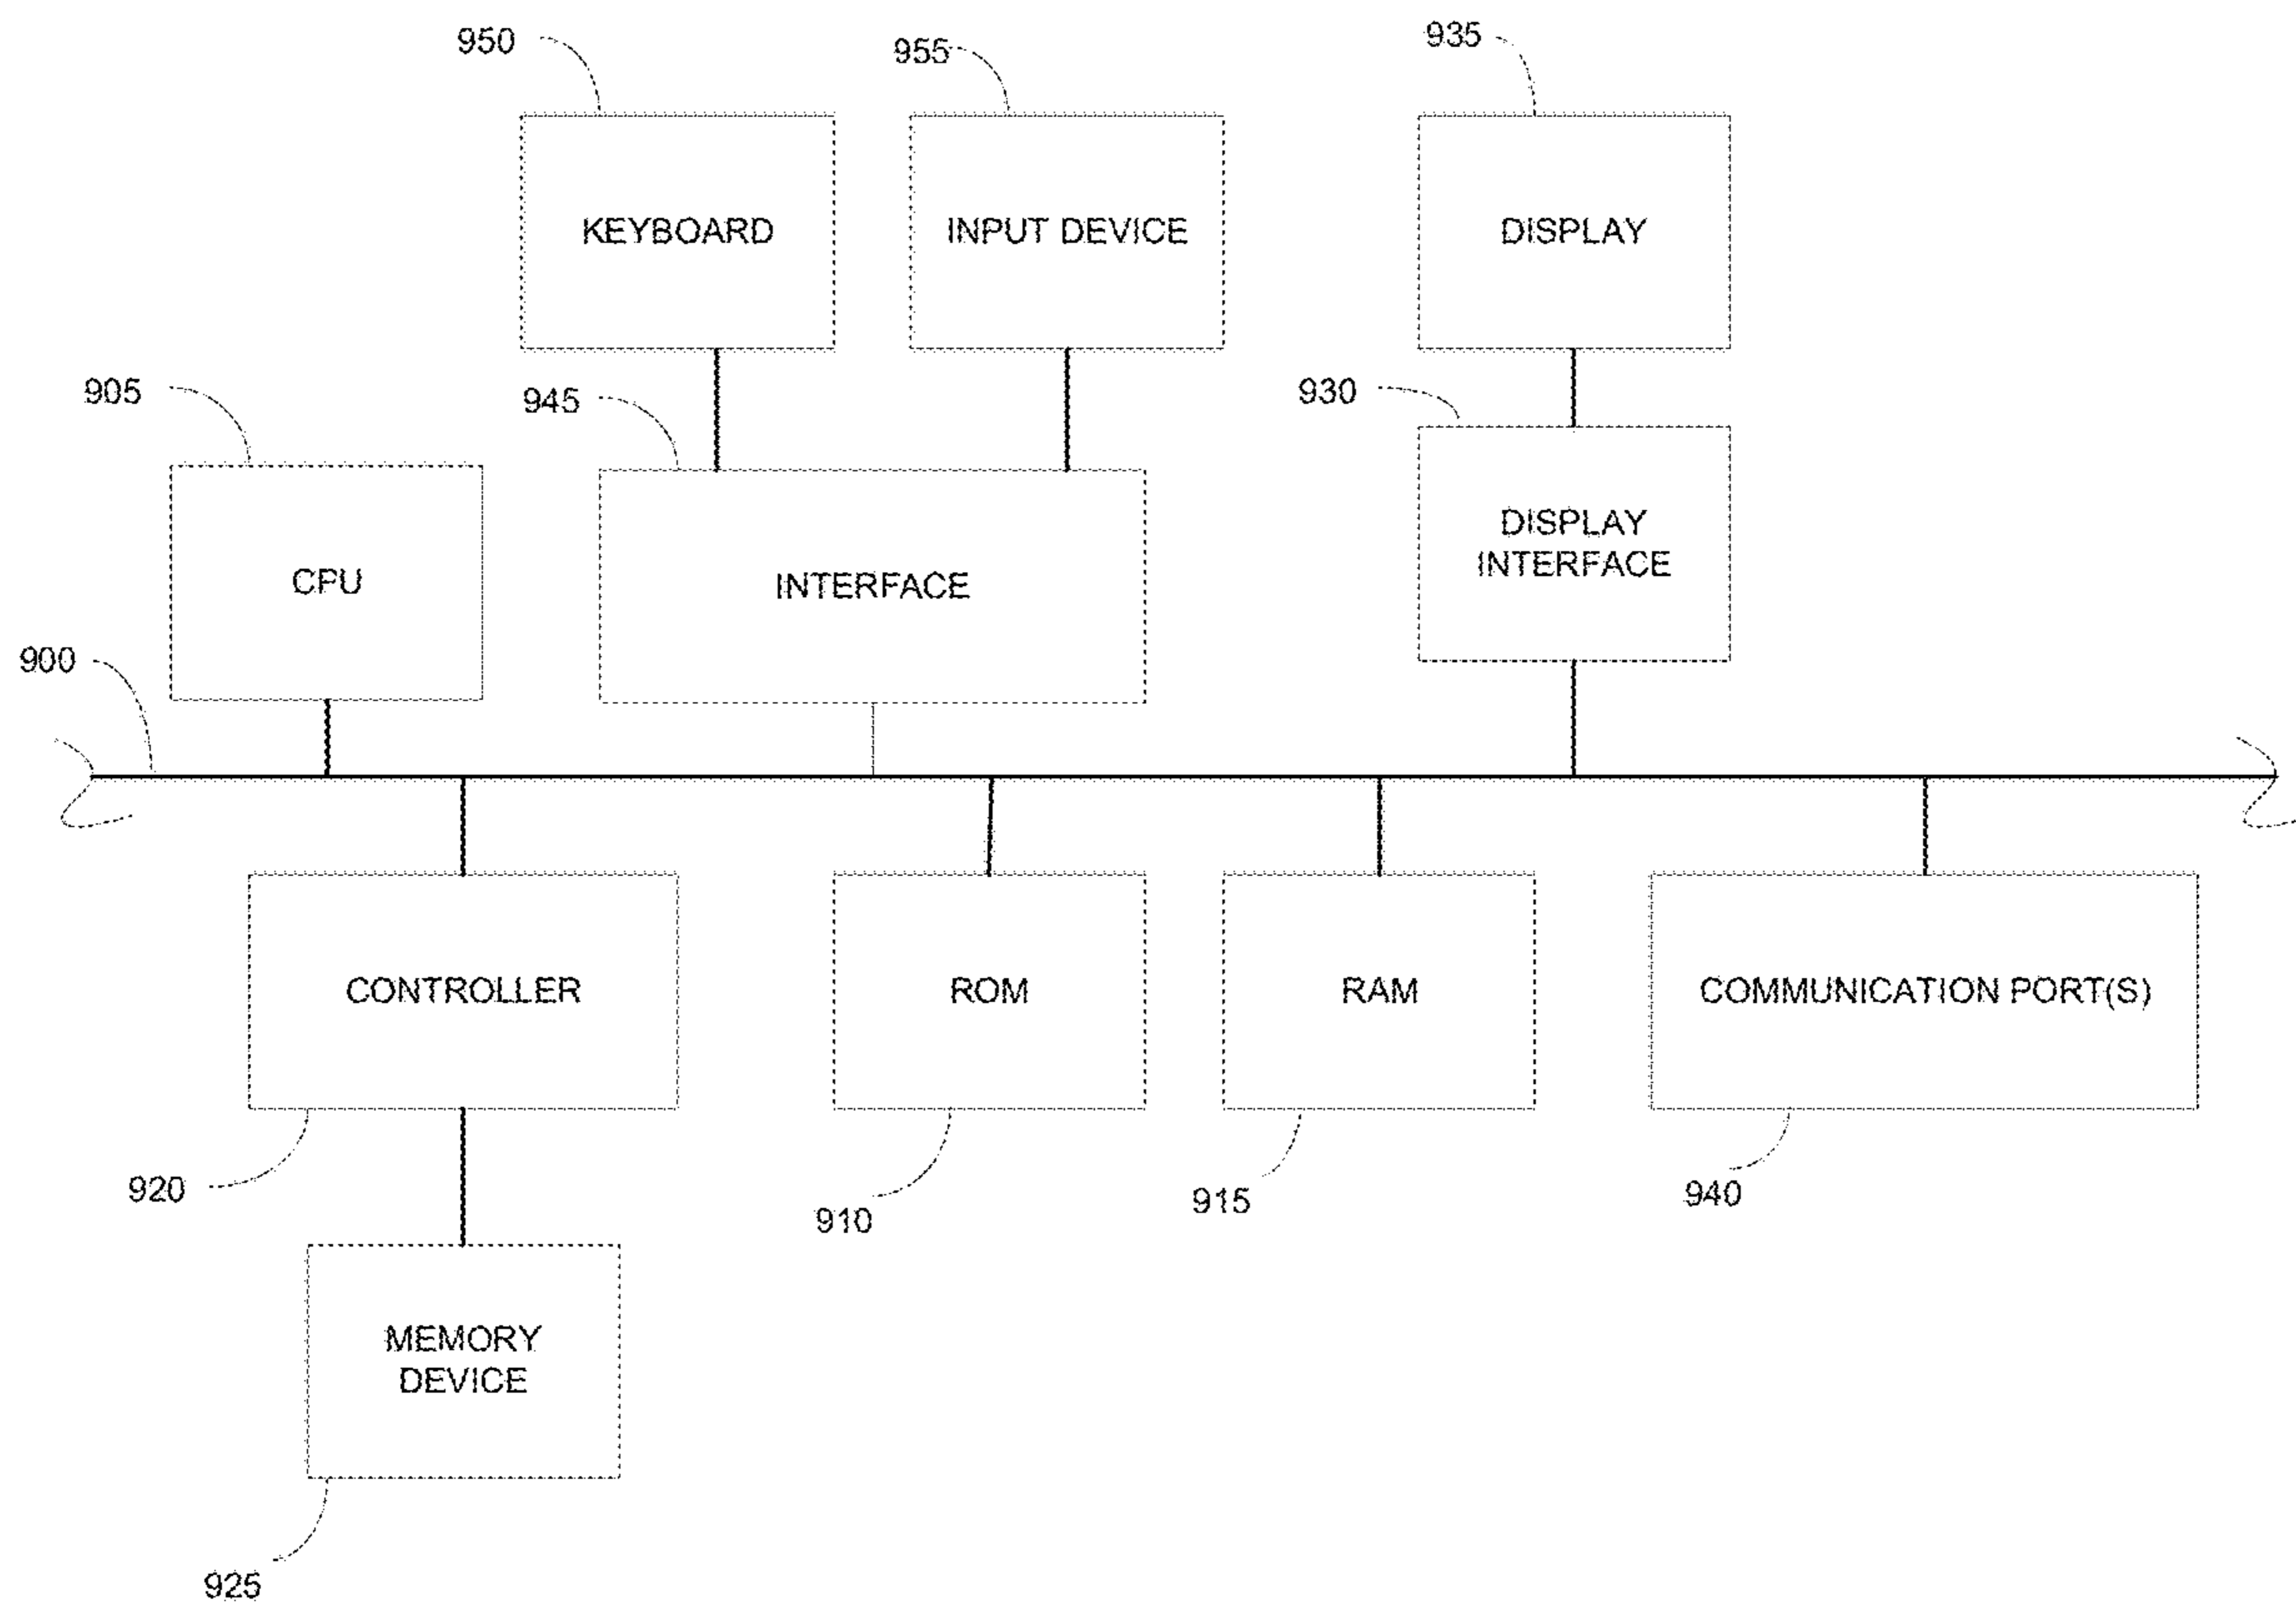 950
955
935
KEYBOARD
INPUT DEVICE
DISPLAY
905
945
930
CPU
INTERFACE
DISPLAY
INTERFACE
900
CONTROLLER
ROM
RAM
COMMUNICATION PORT(S)
920
910
915
940
MEMORY
DEVICE
925